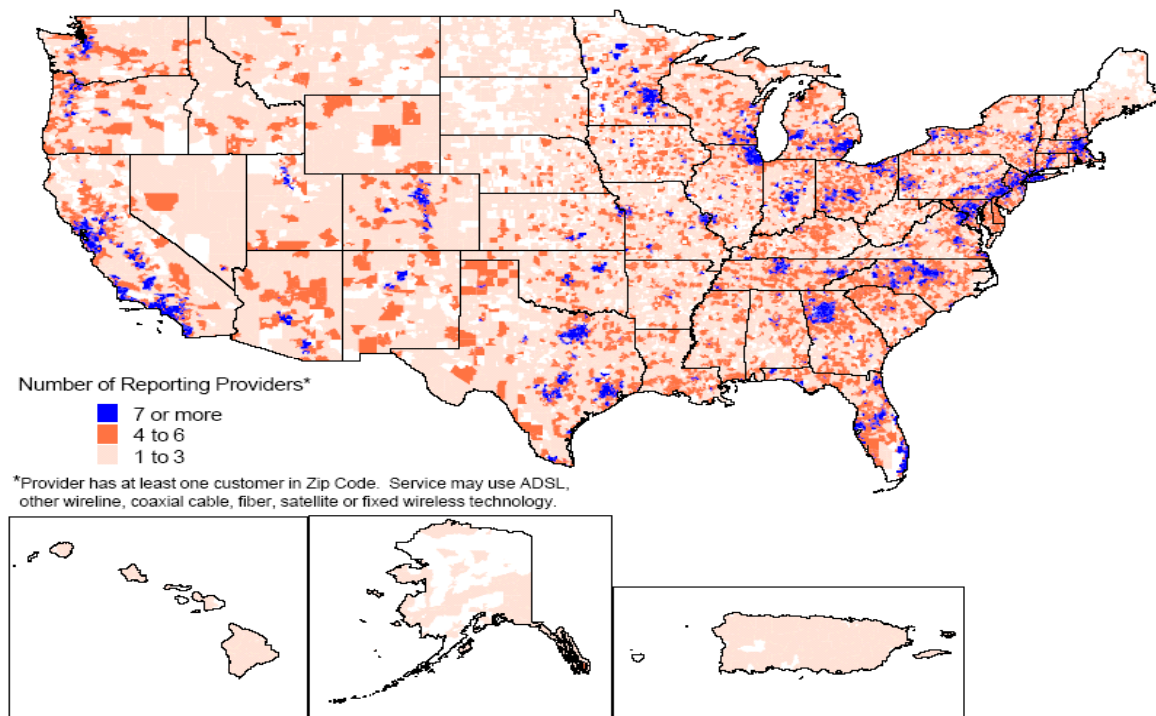 Number of Reporting Providers*
7 or more
4 to 6
1 to 3
*Provider has at least one customer in Zip Code. Service may use ADSL,
other wireline, coaxial cable, fiber, satellite or fixed wireless technology.